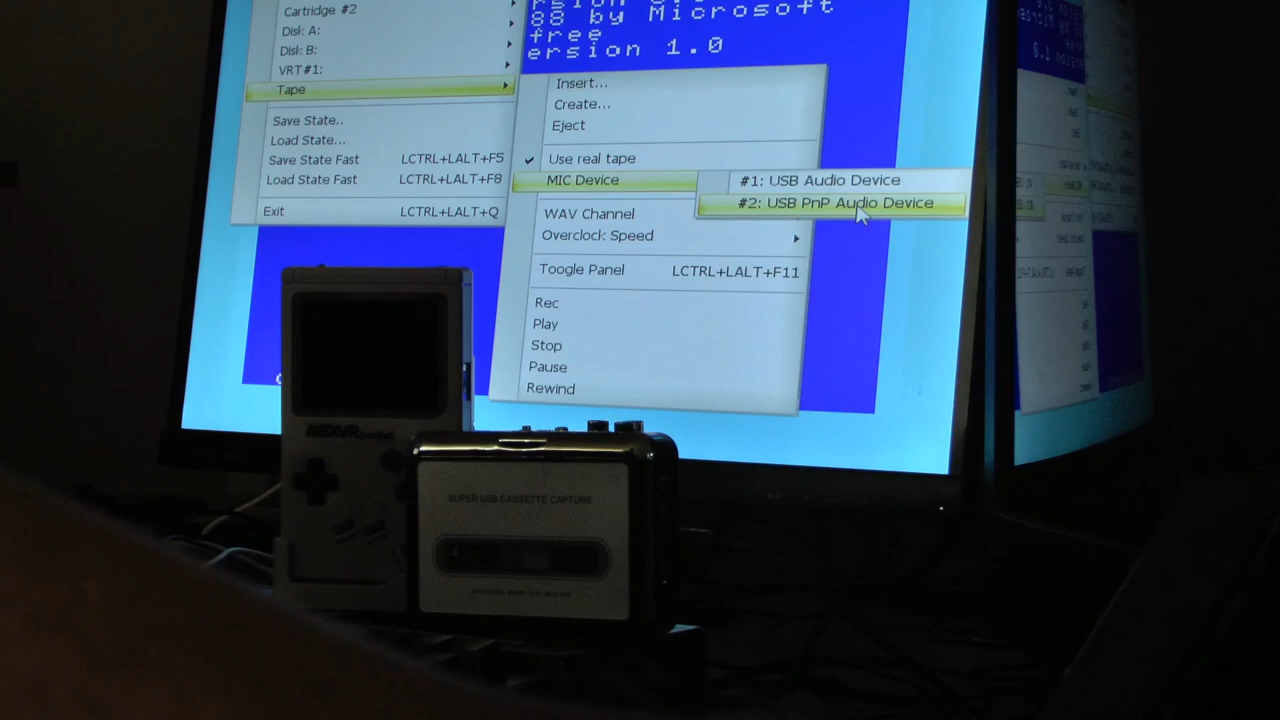 Cartridge #2
Disk A:
Disk B:
VRT#1:
Tape
Save State..
Load State...
Save State Fast LCTRL+LALT+F5
Load State Fast LCTRL+LALT+F8
Exit LCTRL+LALT+Q
88 by Microsoft
free
ersion 1.0
Insert...
Create...
Eject
Use real tape
MIC Device
#1: USB Audio Device
#2: USB PnP Audio Device
WAV Channel
Overclock Speed
Toogle Panel LCTRL+LALT+F11
Rec
Play
Stop
Pause
Rewind
SUPER USB CASSETTE CAPTURE